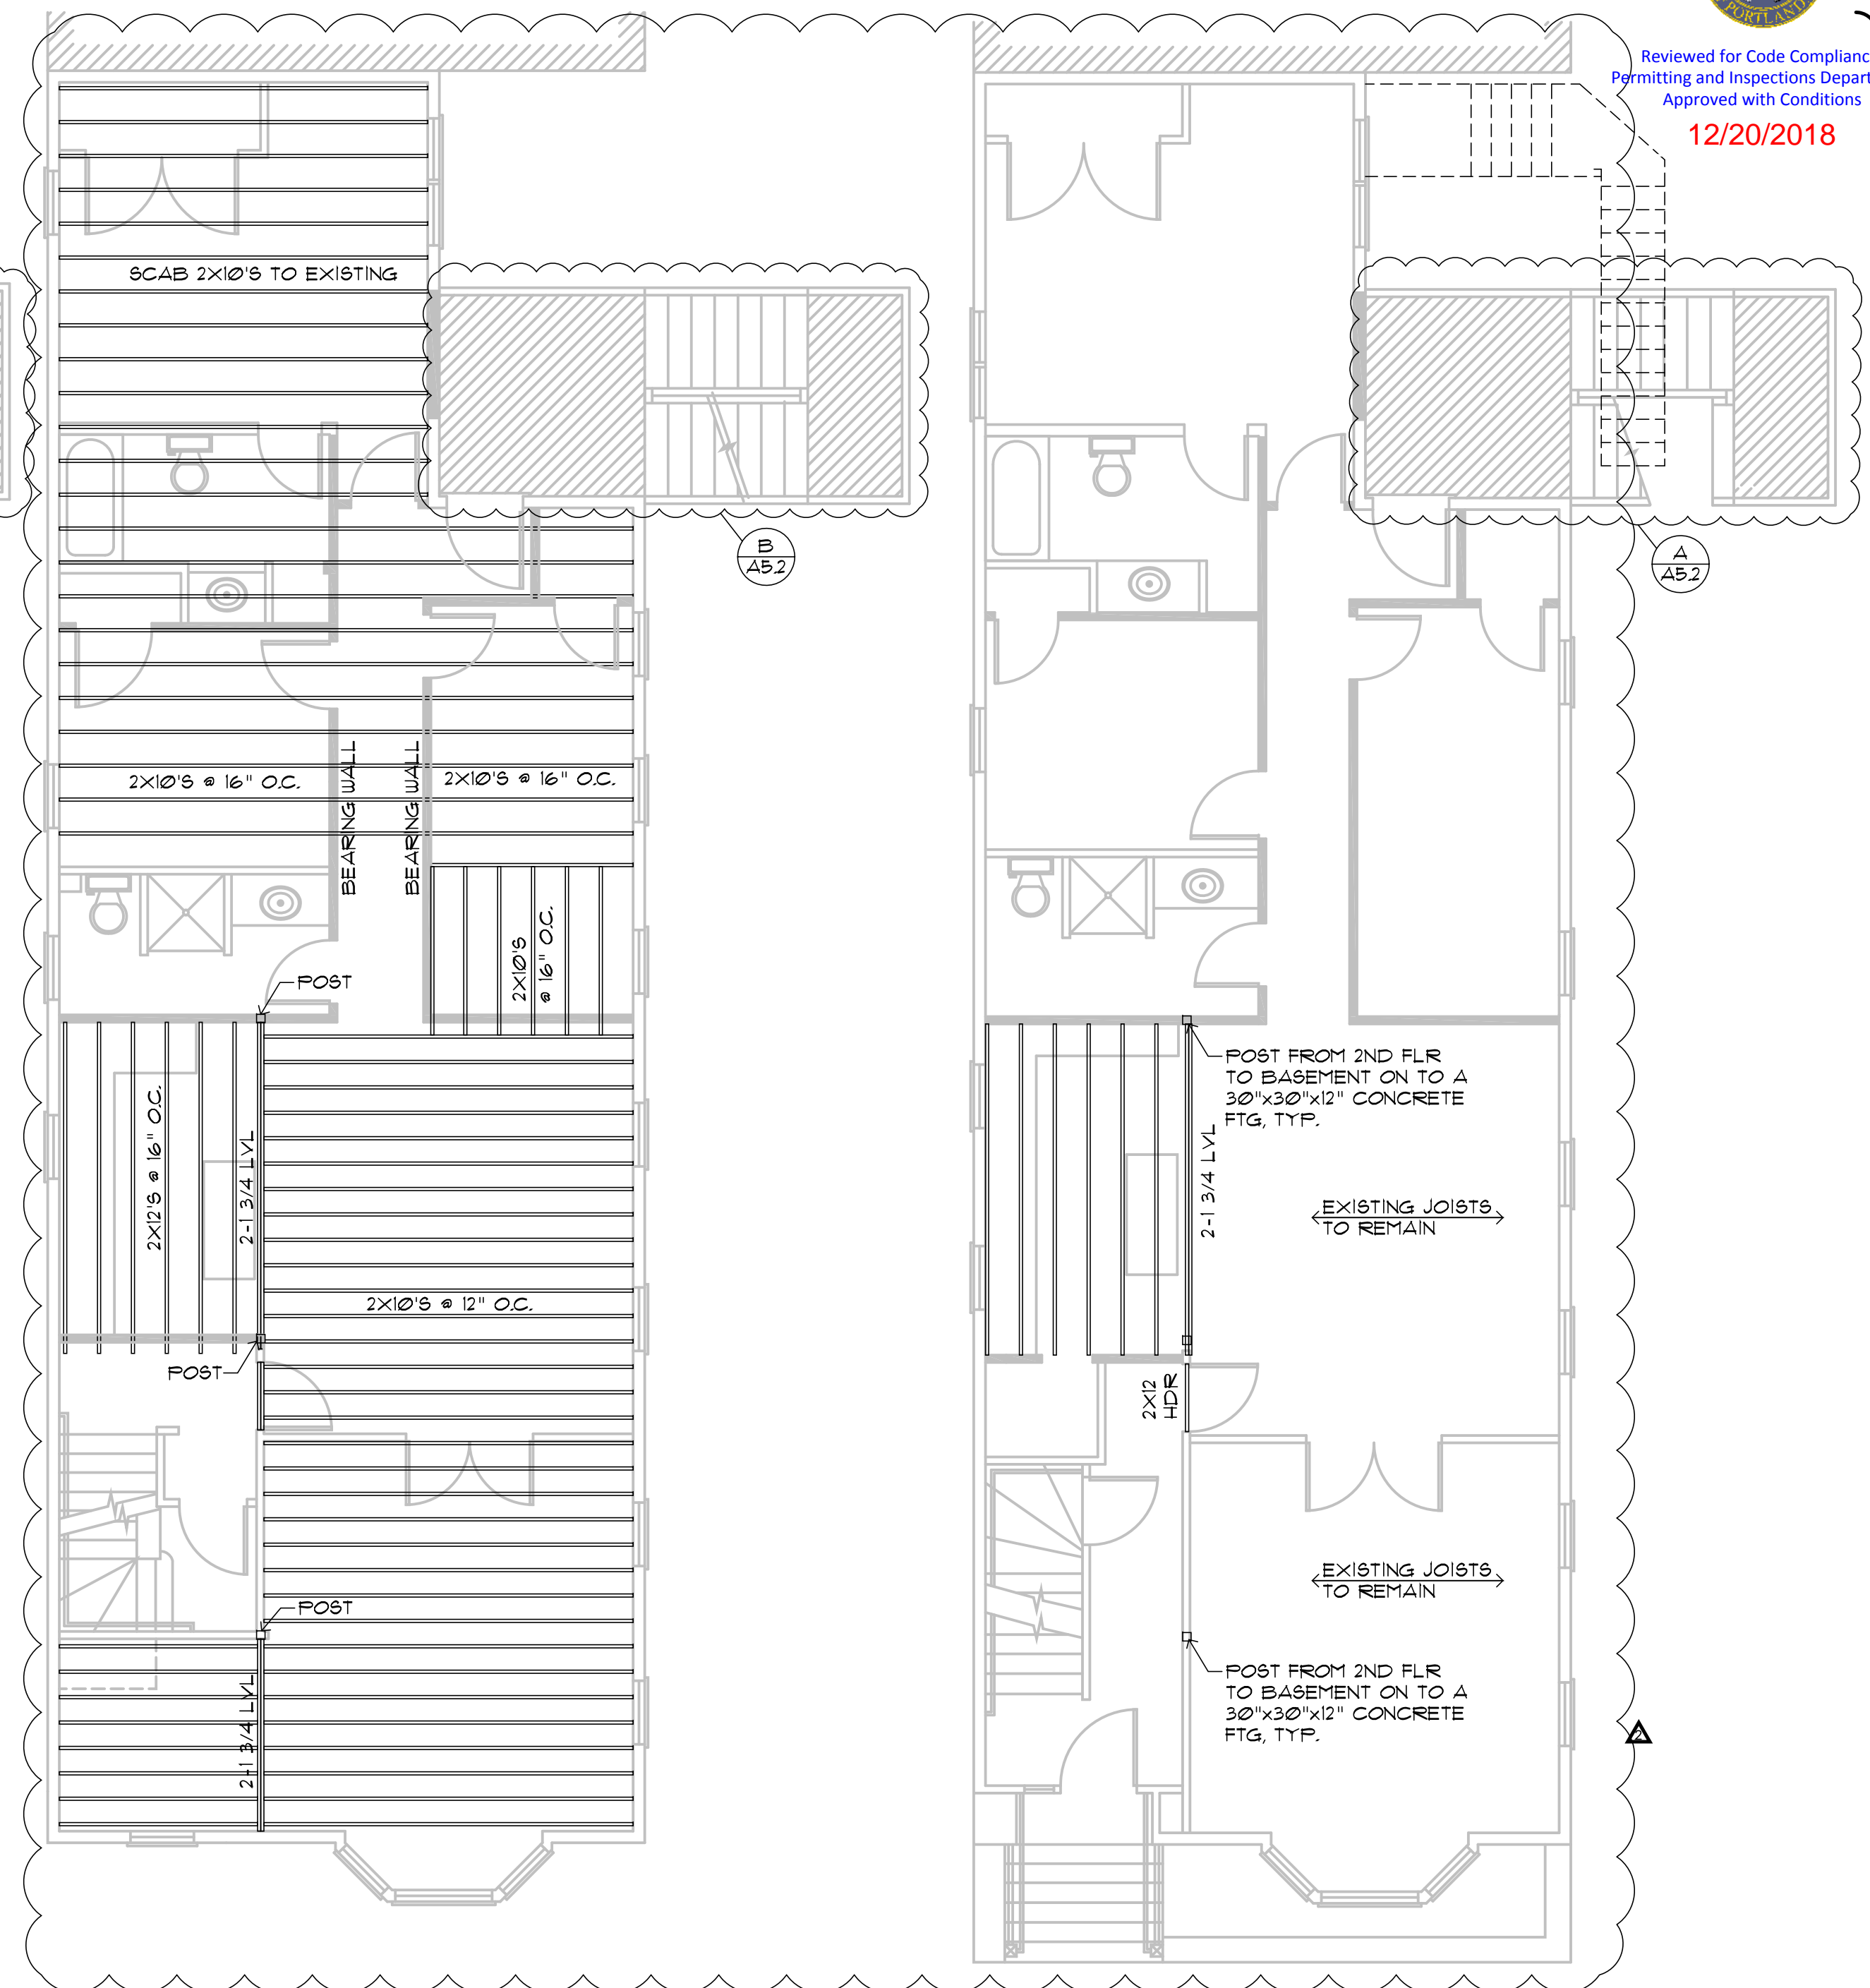 PORTLAND
Reviewed for Code Complianc
Permitting and Inspections Depart
Approved with Conditions
12/20/2018
SCAB 2X10'S TO EXISTING
B
A5.2
2X10'S @ 16" O.C.
BEARING WALL
BEARING WALL
2X10'S @ 16" O.C.
2X10'S
@ 16" O.C.
POST
2X12'S @ 16" O.C.
2-1 3/4 LVL
2X10'S @ 12" O.C.
POST
POST
2-1 3/4 LVL
A
A5.2
POST FROM 2ND FLR
TO BASEMENT ON TO A
30"x30"x12" CONCRETE
FTG, TYP.
2-1 3/4 LVL
EXISTING JOISTS
TO REMAIN
2X12
HDR
EXISTING JOISTS
TO REMAIN
POST FROM 2ND FLR
TO BASEMENT ON TO A
30"x30"x12" CONCRETE
FTG, TYP.
2